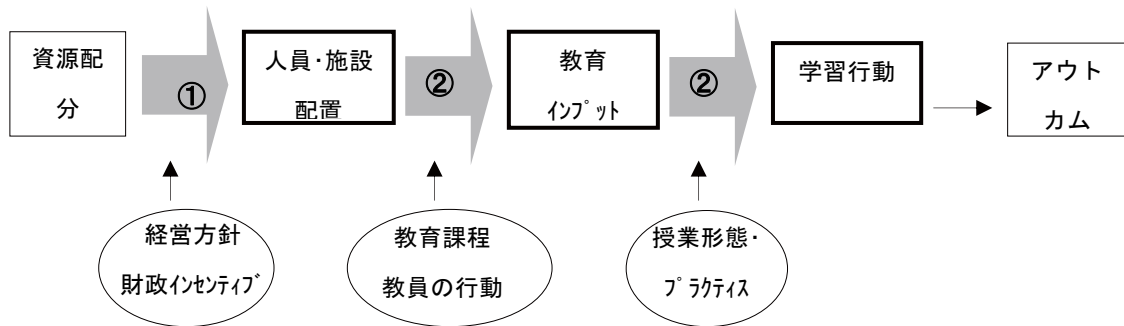 資源配
分
①
人員・施設
配置
②
教育
ｲﾝﾌﾟｯﾄ
②
学習行動
アウト
カム
経営方針
財政ｲﾝｾﾝﾃｨﾌﾞ
教育課程
教員の行動
授業形態・
ﾌﾟﾗｸﾃｨｽ